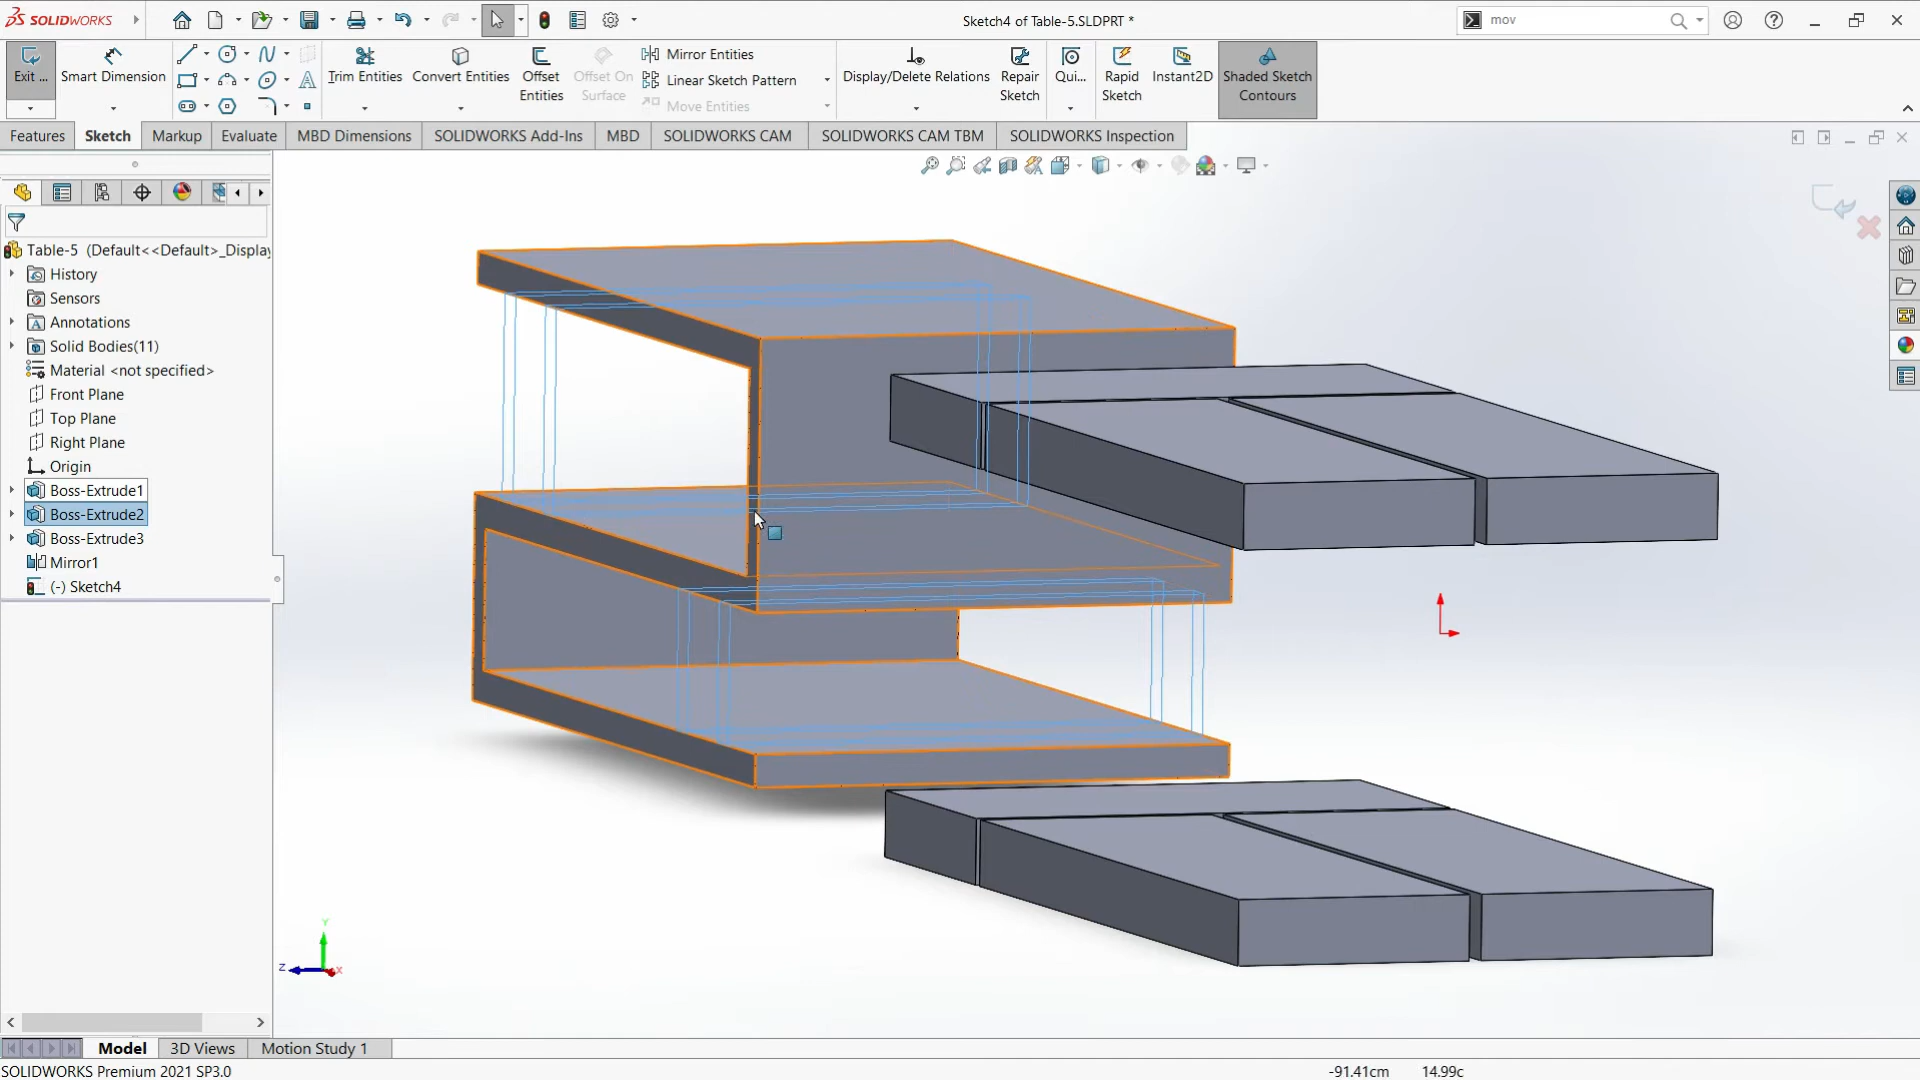 SOLIDWORKS
Sketch4 of Table-5.SLDPRT *
mov
Exit ...
Smart Dimension
Trim Entities
Convert Entities
Offset
Entities
Offset On
Surface
Mirror Entities
Linear Sketch Pattern
Move Entities
Display/Delete Relations
Repair
Sketch
Qui...
Rapid
Sketch
Instant2D
Shaded Sketch
Contours
Features
Sketch
Markup
Evaluate
MBD Dimensions
SOLIDWORKS Add-Ins
MBD
SOLIDWORKS CAM
SOLIDWORKS CAM TBM
SOLIDWORKS Inspection
Table-5 (Default<<Default>_Display
History
Sensors
Annotations
Solid Bodies(11)
Material <not specified>
Front Plane
Top Plane
Right Plane
Origin
Boss-Extrude1
Boss-Extrude2
Boss-Extrude3
Mirror1
(-) Sketch4
Y
Z
X
Model
3D Views
Motion Study 1
SOLIDWORKS Premium 2021 SP3.0
-91.41cm
14.99c